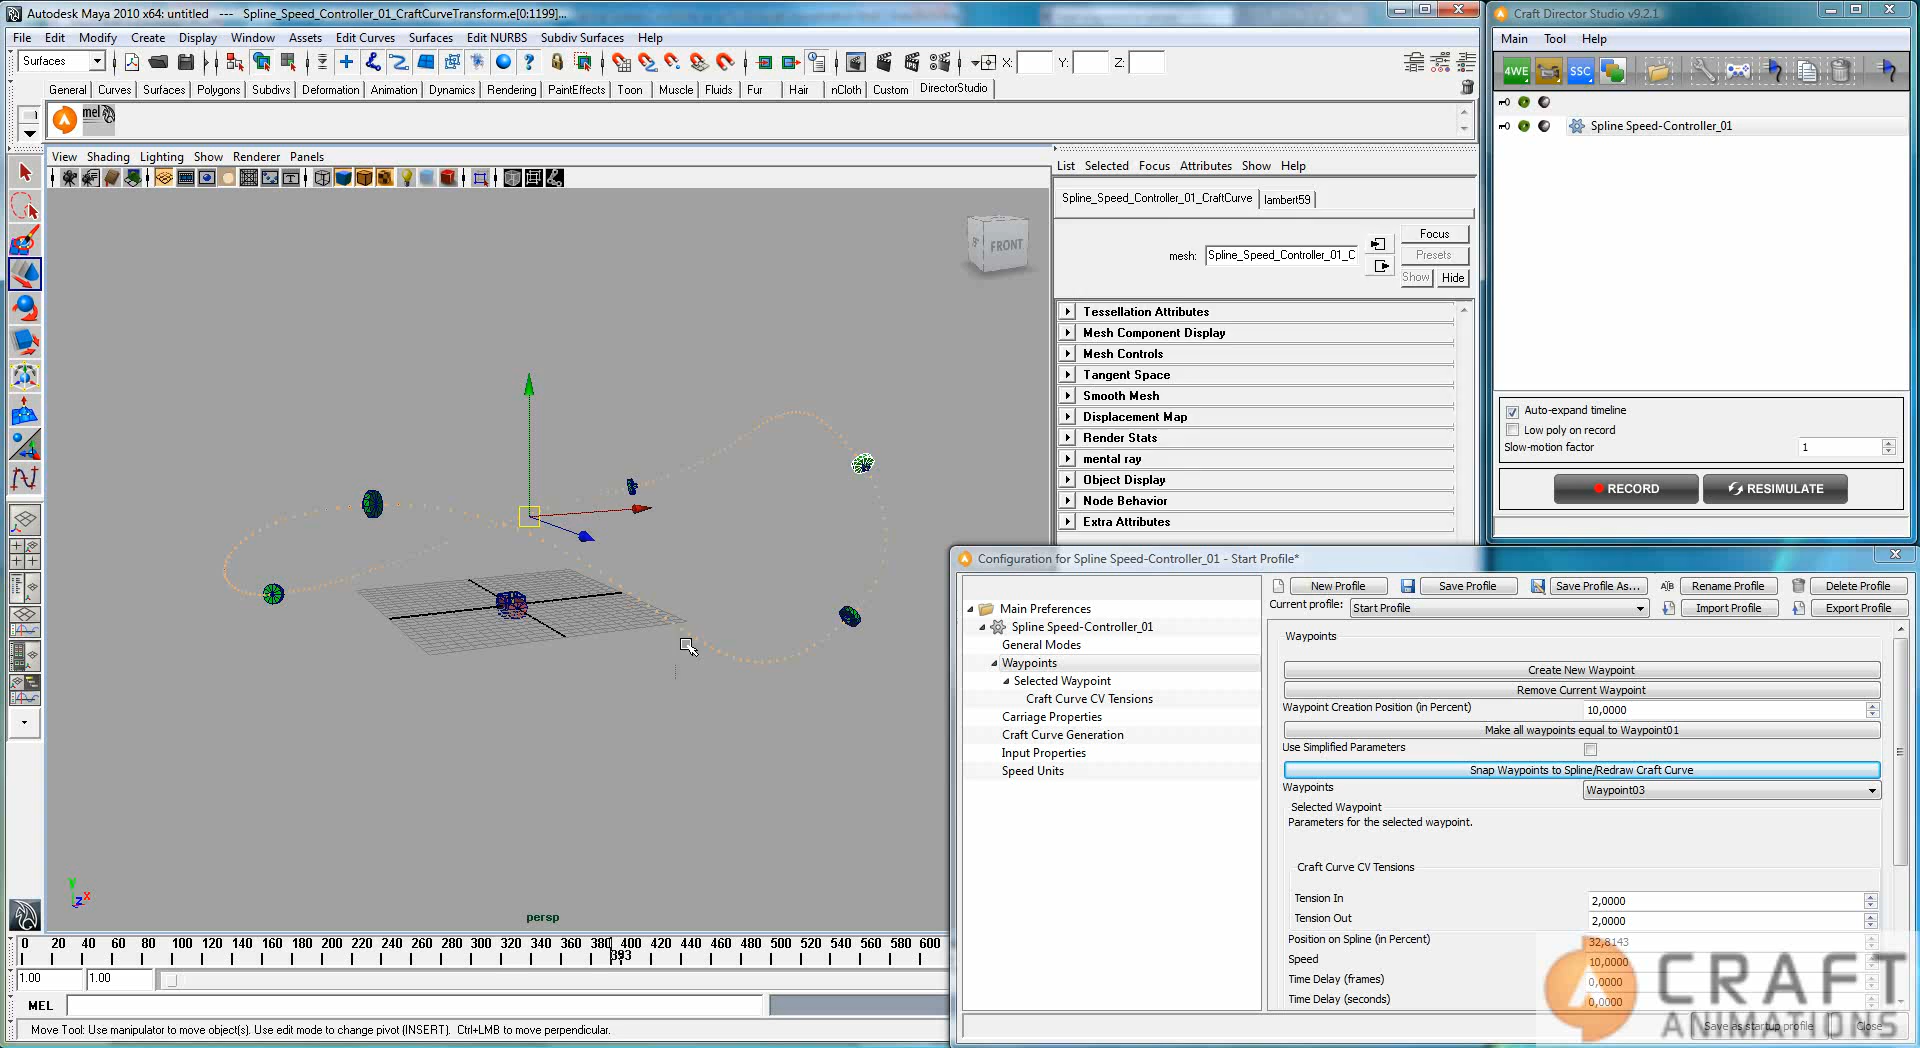 Autodesk Maya 2010 x64: untitled --- Spline_Speed_Controller_01_CraftCurveTransform.e[0:1199]...
File Edit Modify Create Display Window Assets Edit Curves Surfaces Edit NURBS Subdiv Surfaces Help
Surfaces X: Y: Z:
General Curves Surfaces Polygons Subdivs Deformation Animation Dynamics Rendering PaintEffects Toon Muscle Fluids Fur Hair nCloth Custom DirectorStudio
mel
View Shading Lighting Show Renderer Panels
FRONT
persp
y
z x
0 20 40 60 80 100 120 140 160 180 200 220 240 260 280 300 320 340 360 380 400 420 440 460 480 500 520 540 560 580 600
393
1.00 1.00
MEL
Move Tool: Use manipulator to move object(s). Use edit mode to change pivot (INSERT). Ctrl+LMB to move perpendicular.
List Selected Focus Attributes Show Help
Spline_Speed_Controller_01_CraftCurve lambert59
mesh: Spline_Speed_Controller_01_C
Focus
Presets
Show Hide
Tessellation Attributes
Mesh Component Display
Mesh Controls
Tangent Space
Smooth Mesh
Displacement Map
Render Stats
mental ray
Object Display
Node Behavior
Extra Attributes
Craft Director Studio v9.2.1
Main Tool Help
4WE SSC
Spline Speed-Controller_01
Auto-expand timeline
Low poly on record
Slow-motion factor 1
RECORD RESIMULATE
Configuration for Spline Speed-Controller_01 - Start Profile*
Main Preferences
Spline Speed-Controller_01
General Modes
Waypoints
Selected Waypoint
Craft Curve CV Tensions
Carriage Properties
Craft Curve Generation
Input Properties
Speed Units
New Profile Save Profile Save Profile As... Rename Profile Delete Profile
Current profile: Start Profile Import Profile Export Profile
Waypoints
Create New Waypoint
Remove Current Waypoint
Waypoint Creation Position (in Percent) 10,0000
Make all waypoints equal to Waypoint01
Use Simplified Parameters
Snap Waypoints to Spline/Redraw Craft Curve
Waypoints Waypoint03
Selected Waypoint
Parameters for the selected waypoint.
Craft Curve CV Tensions
Tension In 2,0000
Tension Out 2,0000
Position on Spline (in Percent) 32,8143
Speed 10,0000
Time Delay (frames) 0,0000
Time Delay (seconds) 0,0000
Save as startup profile Close
CRAFT
ANIMATIONS